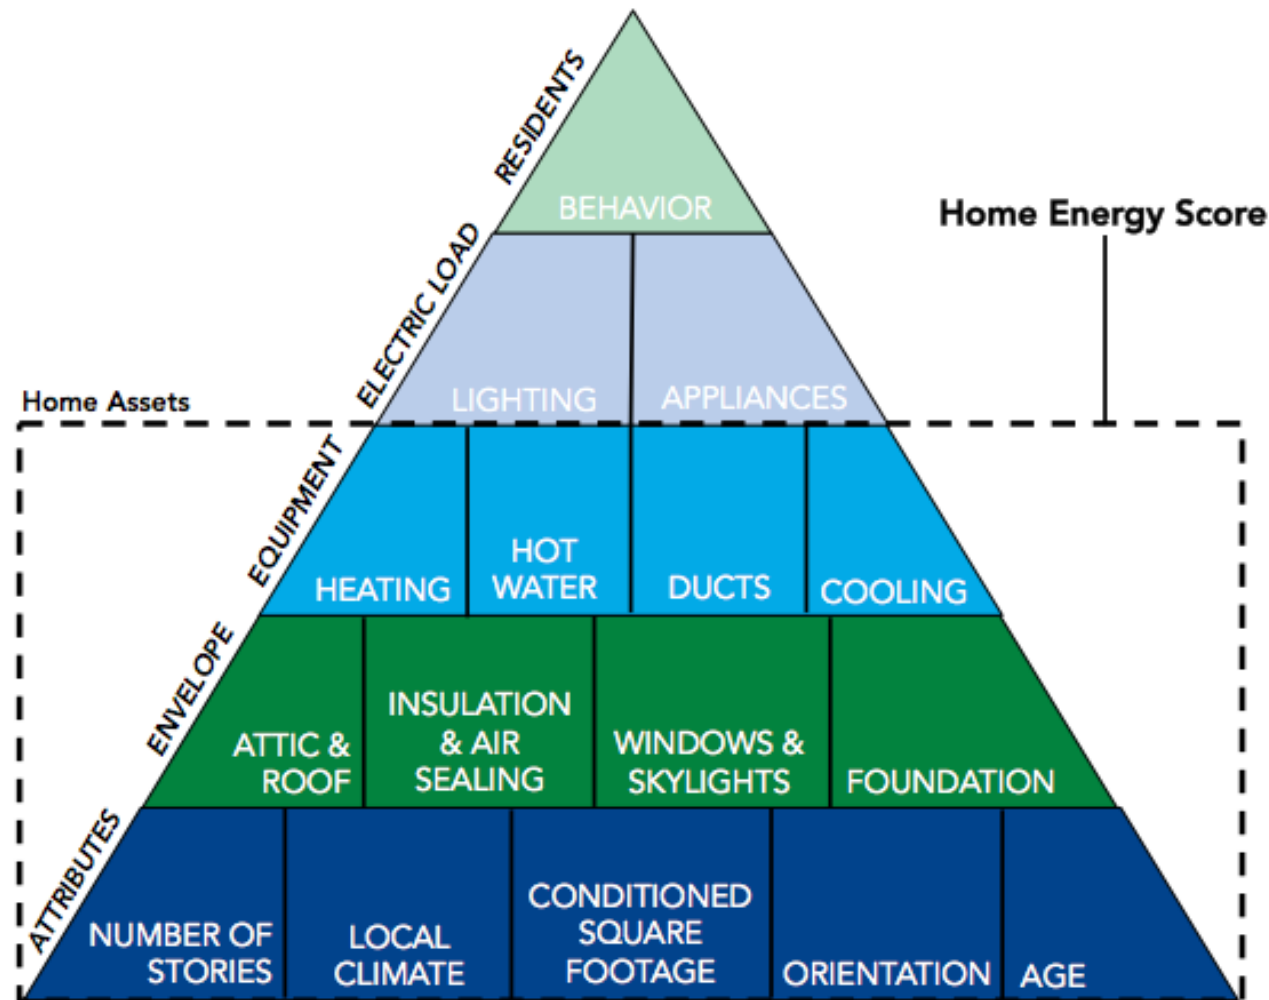 RESIDENTS
BEHAVIOR
Home Energy Score
ELECTRIC LOAD
LIGHTING
APPLIANCES
Home Assets
EQUIPMENT
HEATING
HOT
WATER
DUCTS
COOLING
ENVELOPE
ATTIC &
ROOF
INSULATION
& AIR
SEALING
WINDOWS &
SKYLIGHTS
FOUNDATION
ATTRIBUTES
NUMBER OF
STORIES
LOCAL
CLIMATE
CONDITIONED
SQUARE
FOOTAGE
ORIENTATION
AGE